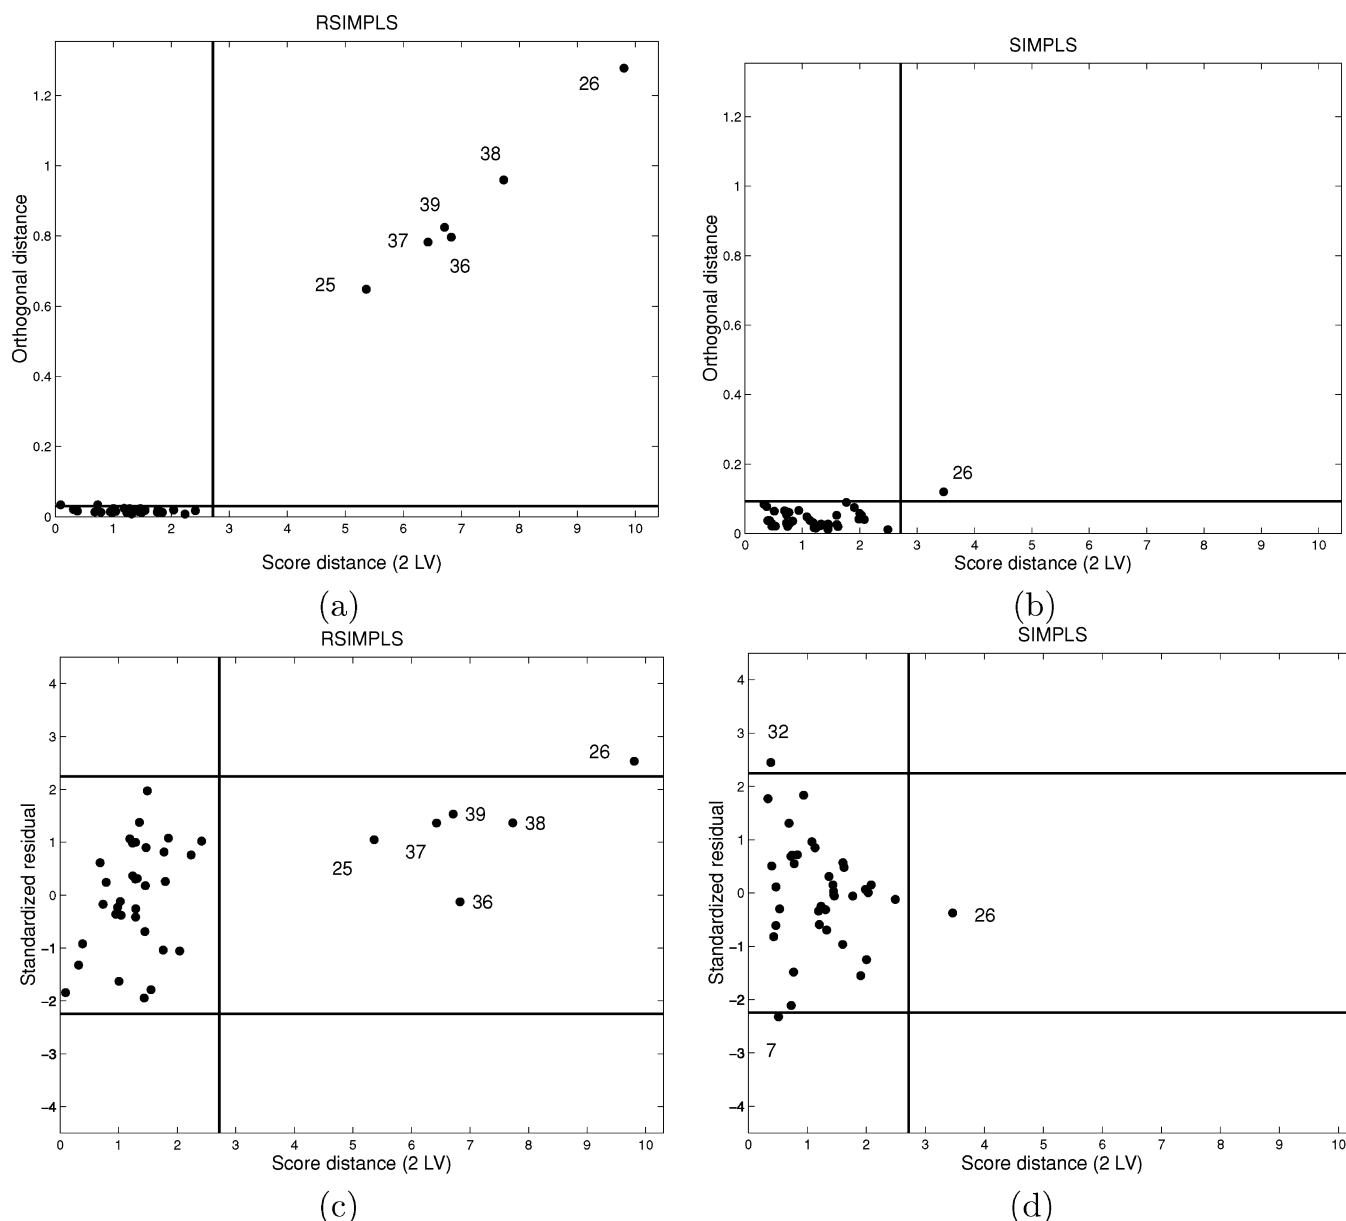 RSIMPLS
1.2
1
0.8
0.6
0.4
0.2
0
Orthogonal distance
26
38
39
37
36
25
0 1 2 3 4 5 6 7 8 9 10
Score distance (2 LV)
(a)
SIMPLS
1.2
1
0.8
0.6
0.4
0.2
0
Orthogonal distance
26
0 1 2 3 4 5 6 7 8 9 10
Score distance (2 LV)
(b)
RSIMPLS
4
3
2
1
0
−1
−2
−3
−4
Standardized residual
26
39
38
37
25
36
0 1 2 3 4 5 6 7 8 9 10
Score distance (2 LV)
(c)
SIMPLS
4
3
2
1
0
−1
−2
−3
−4
Standardized residual
32
26
7
0 1 2 3 4 5 6 7 8 9 10
Score distance (2 LV)
(d)